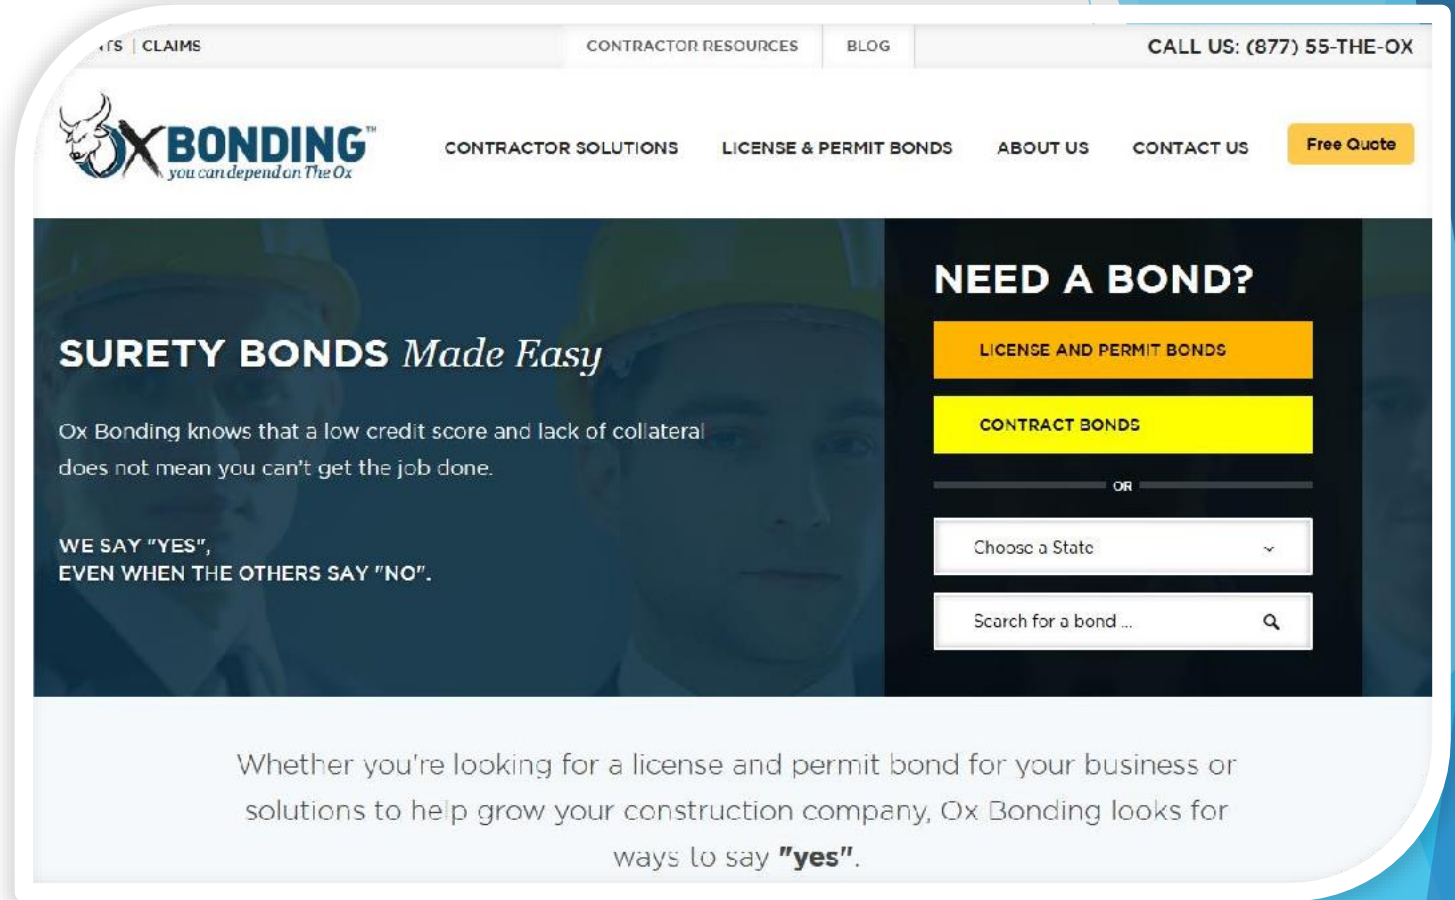 CLAIMS
CONTRACTOR RESOURCES
BLOG
CALL US: (877) 55-THE-OX
OX BONDING™
you can depend on The Ox
CONTRACTOR SOLUTIONS
LICENSE & PERMIT BONDS
ABOUT US
CONTACT US
Free Quote
SURETY BONDS Made Easy
Ox Bonding knows that a low credit score and lack of collateral
does not mean you can't get the job done.
WE SAY "YES",
EVEN WHEN THE OTHERS SAY "NO".
NEED A BOND?
LICENSE AND PERMIT BONDS
CONTRACT BONDS
OR
Choose a State
Search for a bond ...
Whether you're looking for a license and permit bond for your business or
solutions to help grow your construction company, Ox Bonding looks for
ways to say "yes".